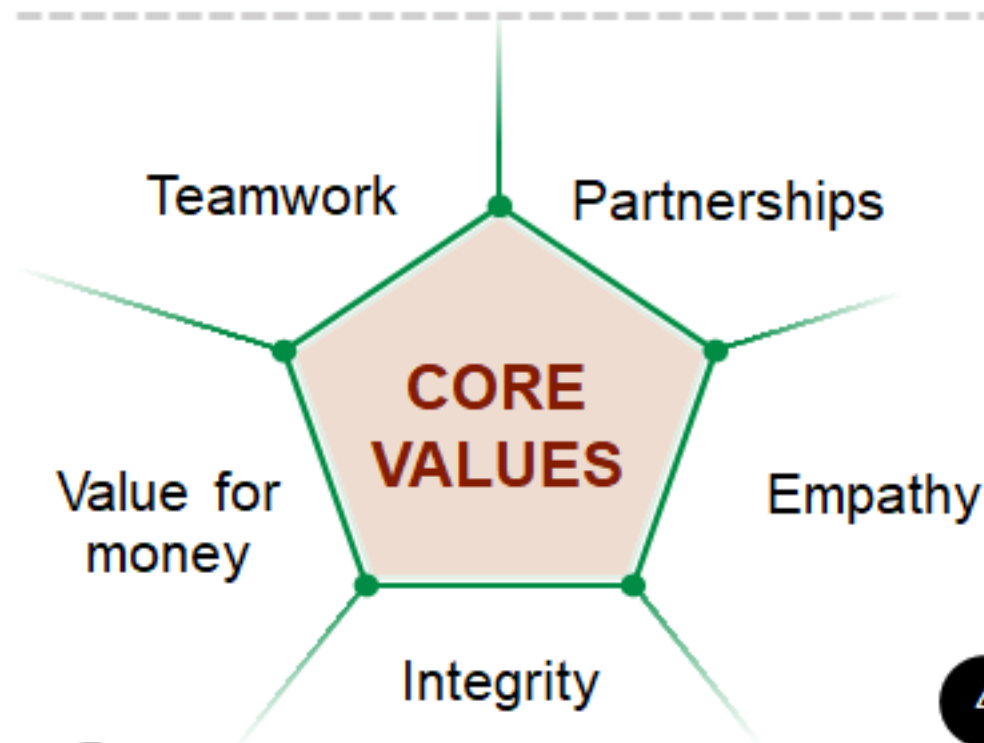 Teamwork
Partnerships
CORE
VALUES
Value for
money
Empathy
Integrity